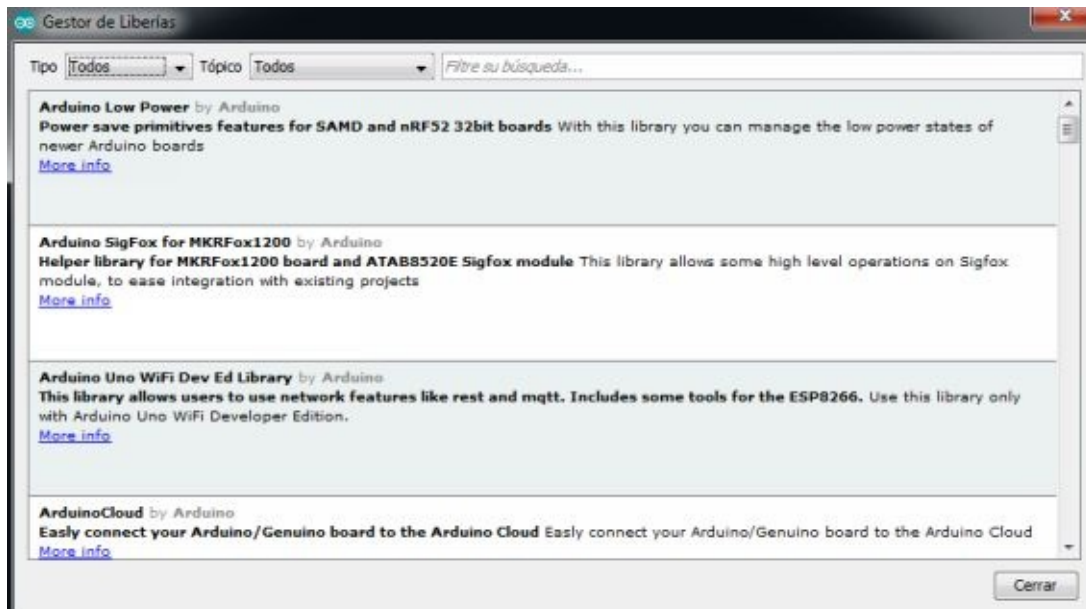 Gestor de Liberías
Tipo Todos Tópico Todos Filtre su búsqueda...
Arduino Low Power by Arduino
Power save primitives features for SAMD and nRF52 32bit boards With this library you can manage the low power states of
newer Arduino boards
More info
Arduino SigFox for MKRFox1200 by Arduino
Helper library for MKRFox1200 board and ATAB8520E Sigfox module This library allows some high level operations on Sigfox
module, to ease integration with existing projects
More info
Arduino Uno WiFi Dev Ed Library by Arduino
This library allows users to use network features like rest and mqtt. Includes some tools for the ESP8266. Use this library only
with Arduino Uno WiFi Developer Edition.
More info
ArduinoCloud by Arduino
Easly connect your Arduino/Genuino board to the Arduino Cloud Easly connect your Arduino/Genuino board to the Arduino Cloud
More info
Cerrar